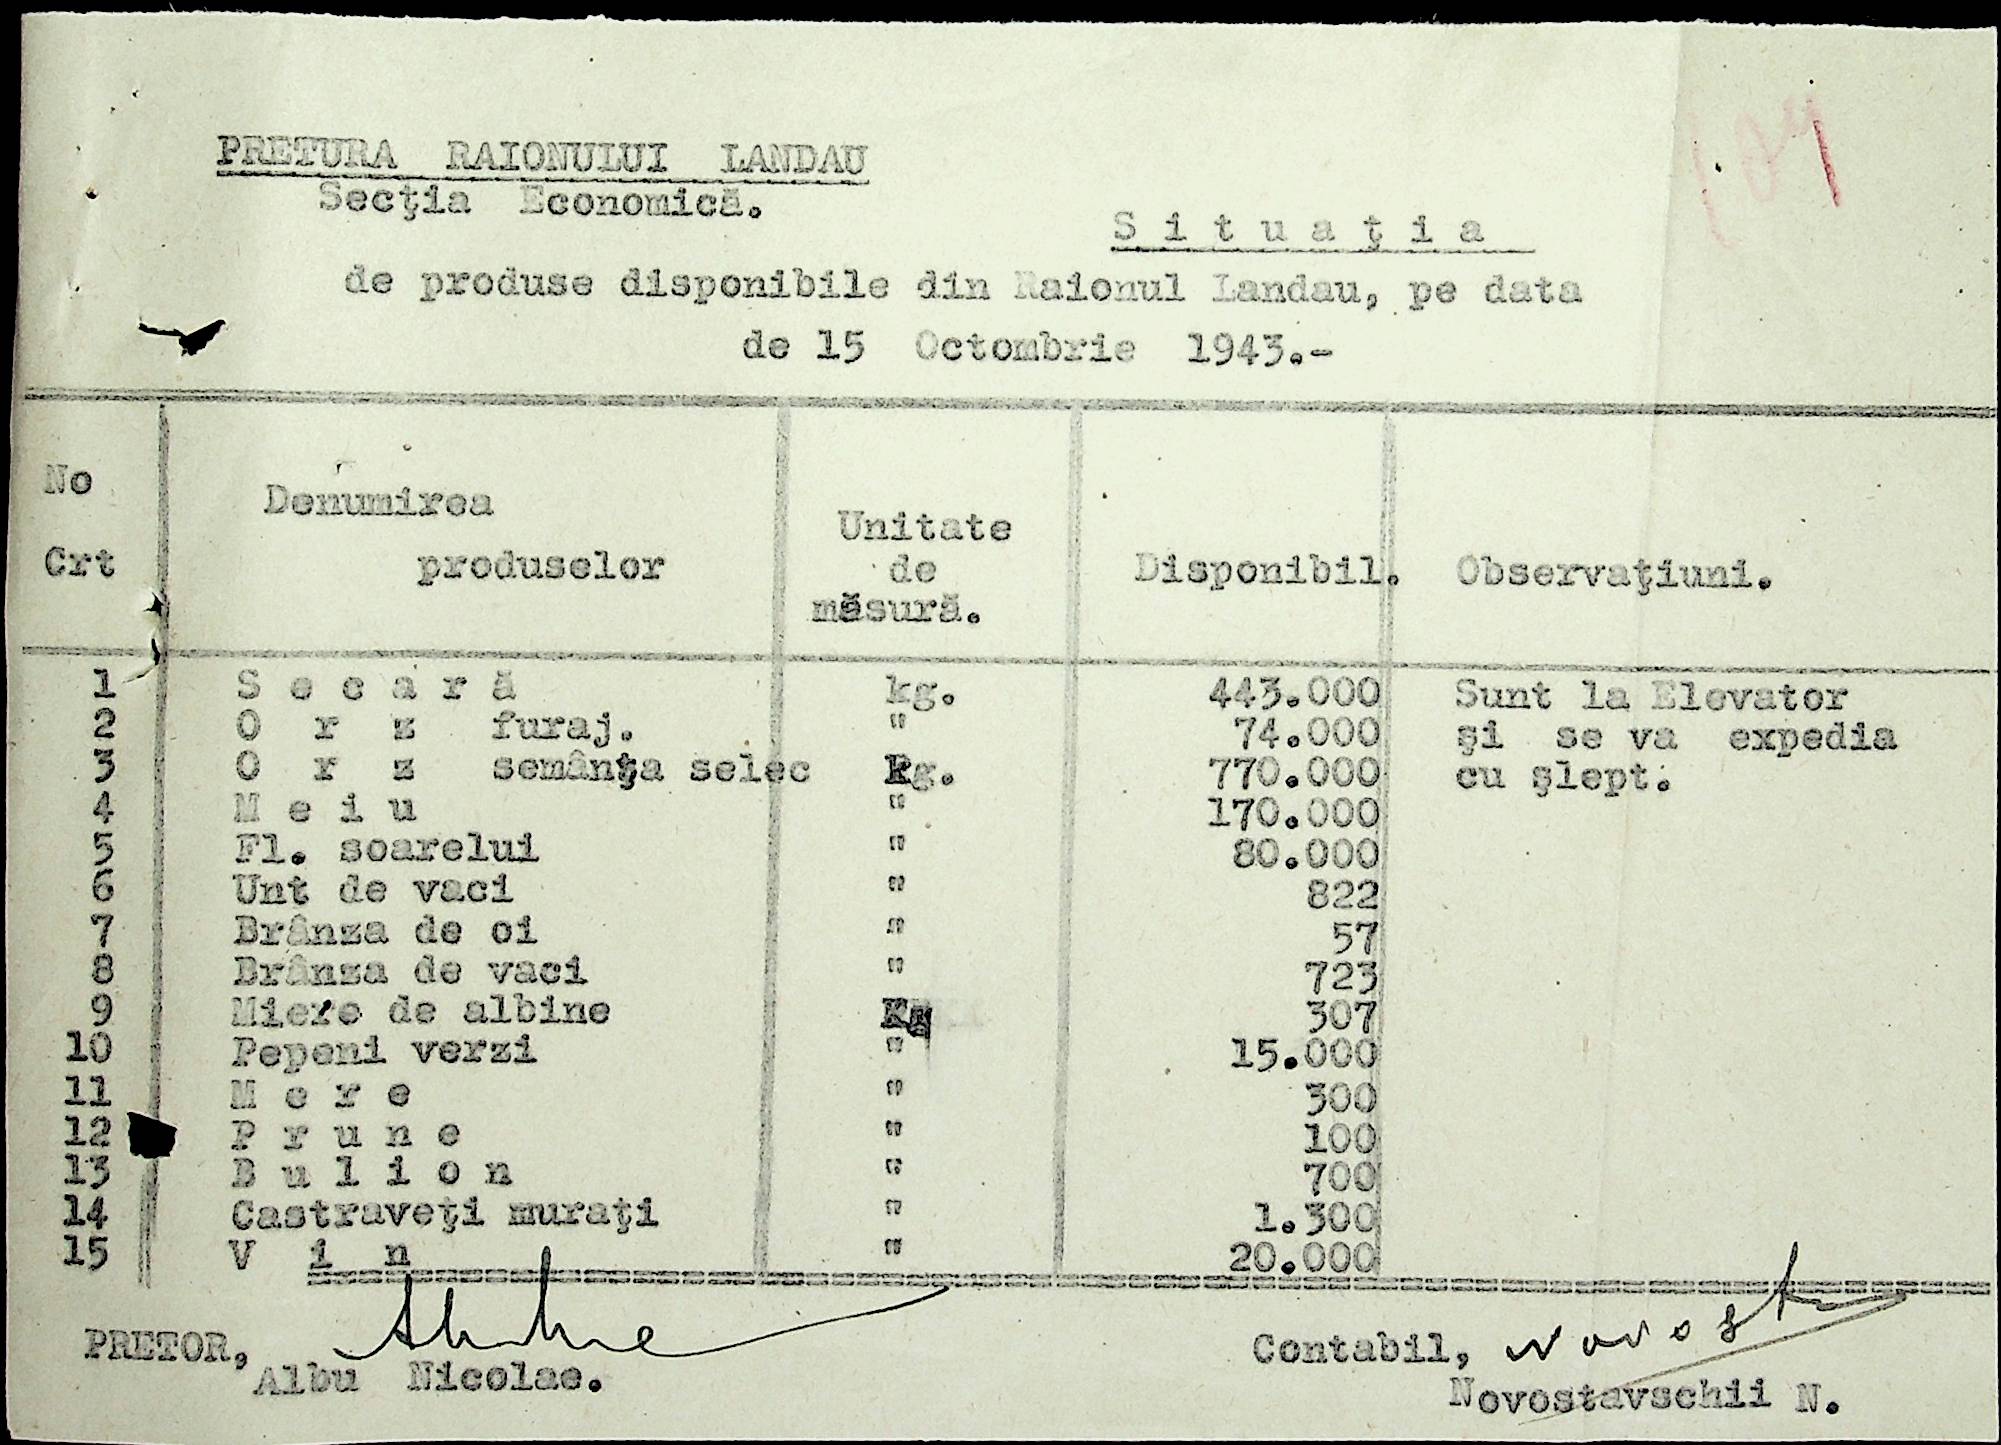 PRETURA RAIONULUI LANDAU
Secţia Economică.
Situaţia
de produse disponibile din Raionul Landau, pe data
de 15 Octombrie 1943.-
No Crt Denumirea produselor Unitate de măsură. Disponibil. Observaţiuni.
1 Secară kg. 443.000 Sunt la Elevator
2 Orz furaj. " 74.000 şi se va expedia
3 Orz semânţa selec kg. 770.000 cu şlept.
4 Meiu " 170.000
5 Fl. soarelui " 80.000
6 Unt de vaci " 822
7 Brânza de oi " 57
8 Brânza de vaci " 723
9 Miere de albine Kg 307
10 Pepeni verzi " 15.000
11 Mere " 300
12 Prune " 100
13 Bulion " 700
14 Castraveţi muraţi " 1.300
15 Vin " 20.000
PRETOR,
Albu Nicolae.
Contabil,
Novostavschii N.